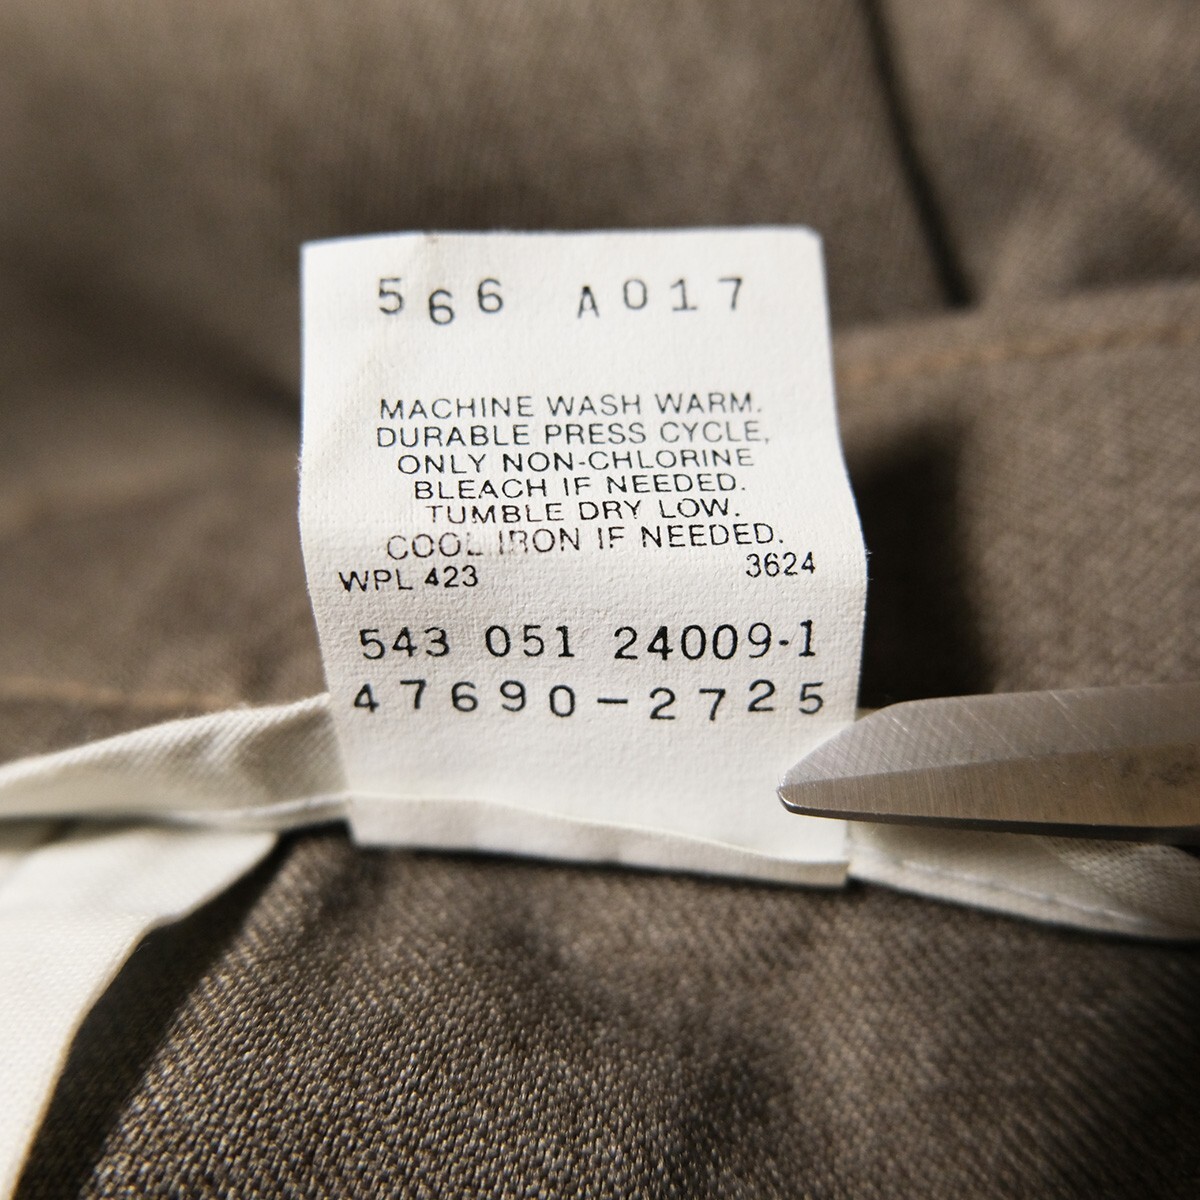 566 A017
MACHINE WASH WARM.
DURABLE PRESS CYCLE,
ONLY NON-CHLORINE
BLEACH IF NEEDED.
TUMBLE DRY LOW.
COOL IRON IF NEEDED.
WPL 423 3624
543 051 24009-1
47690-2725